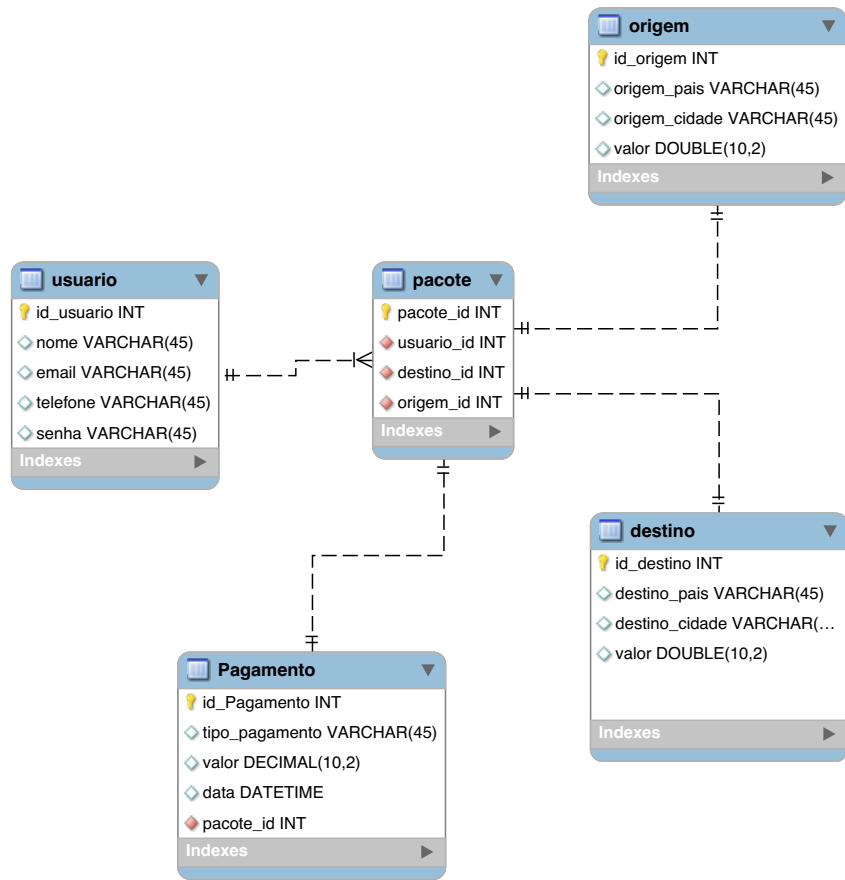 origem
id_origem INT
origem_pais VARCHAR(45)
origem_cidade VARCHAR(45)
valor DOUBLE(10,2)
Indexes
usuario
id_usuario INT
nome VARCHAR(45)
email VARCHAR(45)
telefone VARCHAR(45)
senha VARCHAR(45)
Indexes
pacote
pacote_id INT
usuario_id INT
destino_id INT
origem_id INT
Indexes
destino
id_destino INT
destino_pais VARCHAR(45)
destino_cidade VARCHAR(…
valor DOUBLE(10,2)
Indexes
Pagamento
id_Pagamento INT
tipo_pagamento VARCHAR(45)
valor DECIMAL(10,2)
data DATETIME
pacote_id INT
Indexes